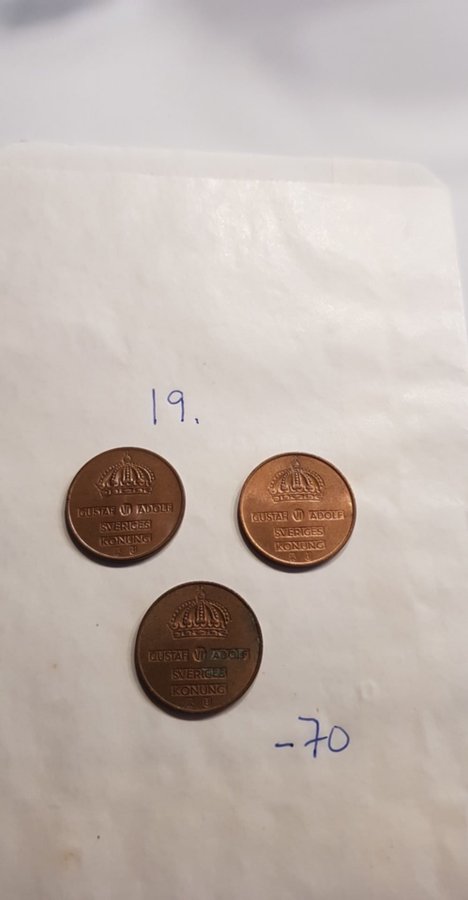 19.
GUSTAF VI ADOLF
SVERIGES
KONUNG
GUSTAF VI ADOLF
SVERIGES
KONUNG
GUSTAF VI ADOLF
SVERIGES
KONUNG
-70